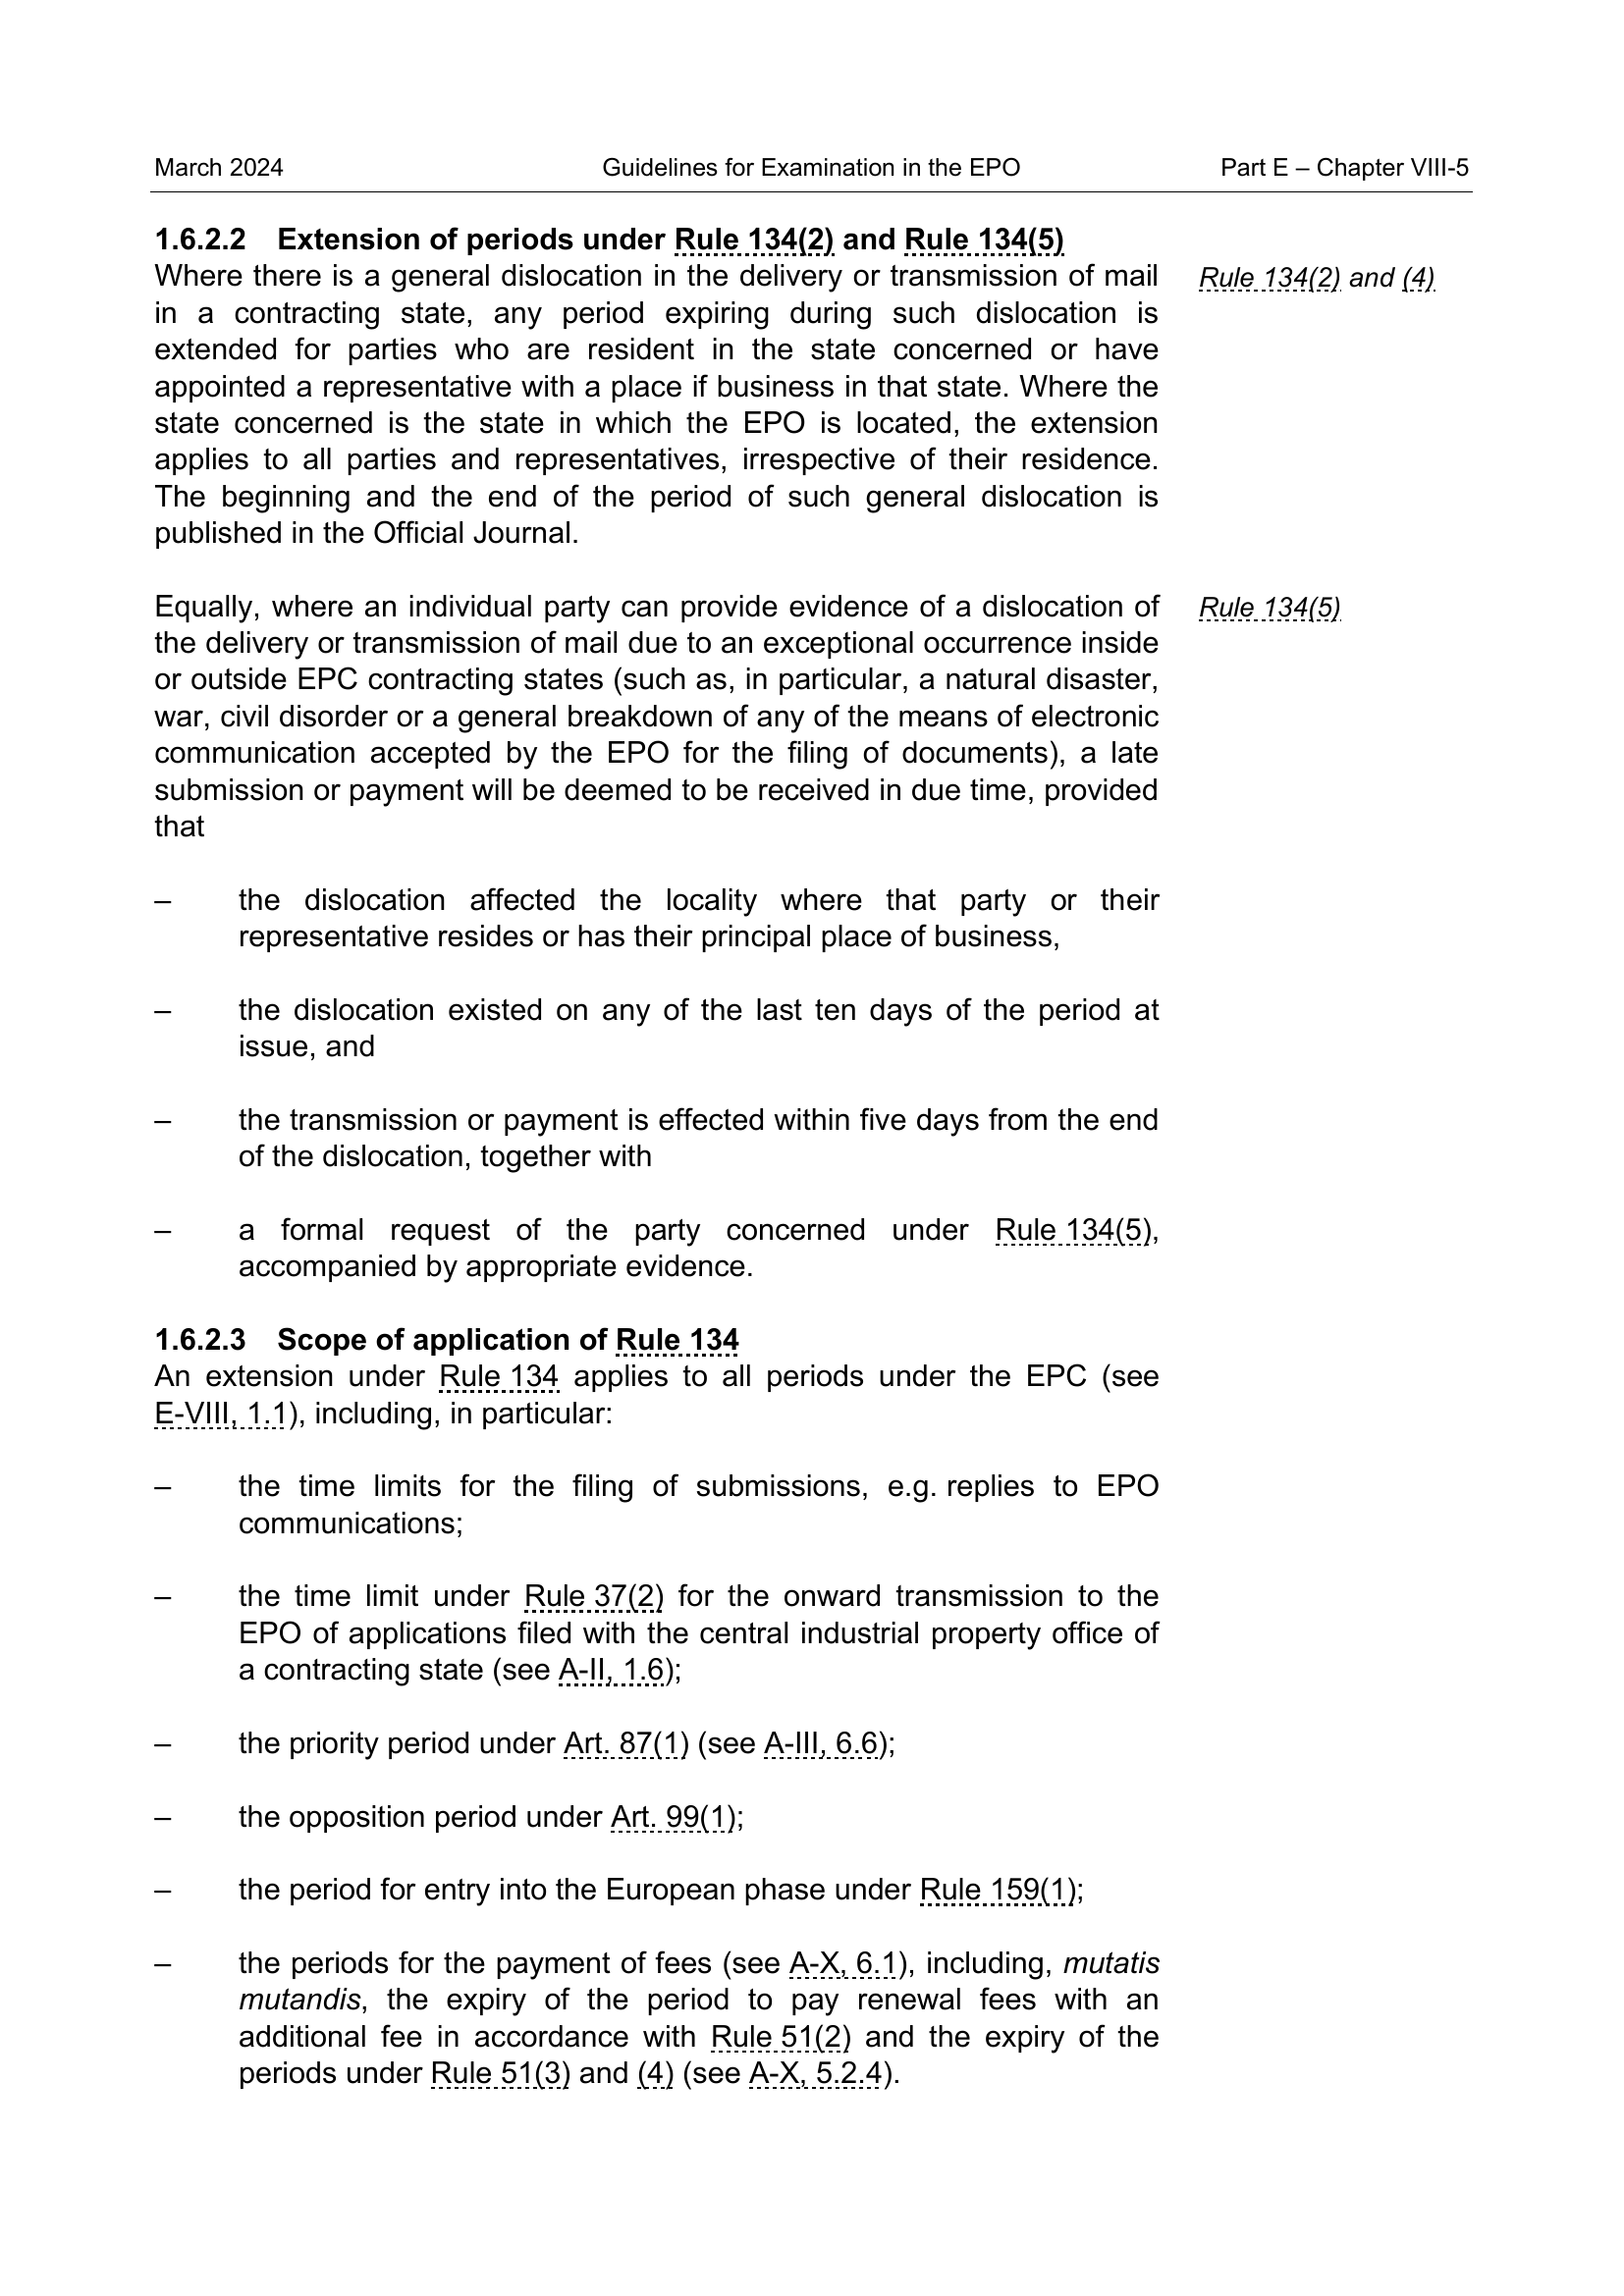 March 2024 Guidelines for Examination in the EPO Part E – Chapter VIII-5
1.6.2.2 Extension of periods under Rule 134(2) and Rule 134(5)
Where there is a general dislocation in the delivery or transmission of mail
Rule 134(2) and (4)
in a contracting state, any period expiring during such dislocation is
extended for parties who are resident in the state concerned or have
appointed a representative with a place if business in that state. Where the
state concerned is the state in which the EPO is located, the extension
applies to all parties and representatives, irrespective of their residence.
The beginning and the end of the period of such general dislocation is
published in the Official Journal.
Equally, where an individual party can provide evidence of a dislocation of
Rule 134(5)
the delivery or transmission of mail due to an exceptional occurrence inside
or outside EPC contracting states (such as, in particular, a natural disaster,
war, civil disorder or a general breakdown of any of the means of electronic
communication accepted by the EPO for the filing of documents), a late
submission or payment will be deemed to be received in due time, provided
that
– the dislocation affected the locality where that party or their
representative resides or has their principal place of business,
– the dislocation existed on any of the last ten days of the period at
issue, and
– the transmission or payment is effected within five days from the end
of the dislocation, together with
– a formal request of the party concerned under Rule 134(5),
accompanied by appropriate evidence.
1.6.2.3 Scope of application of Rule 134
An extension under Rule 134 applies to all periods under the EPC (see
E-VIII, 1.1), including, in particular:
– the time limits for the filing of submissions, e.g. replies to EPO
communications;
– the time limit under Rule 37(2) for the onward transmission to the
EPO of applications filed with the central industrial property office of
a contracting state (see A-II, 1.6);
– the priority period under Art. 87(1) (see A-III, 6.6);
– the opposition period under Art. 99(1);
– the period for entry into the European phase under Rule 159(1);
– the periods for the payment of fees (see A-X, 6.1), including, mutatis
mutandis, the expiry of the period to pay renewal fees with an
additional fee in accordance with Rule 51(2) and the expiry of the
periods under Rule 51(3) and (4) (see A-X, 5.2.4).